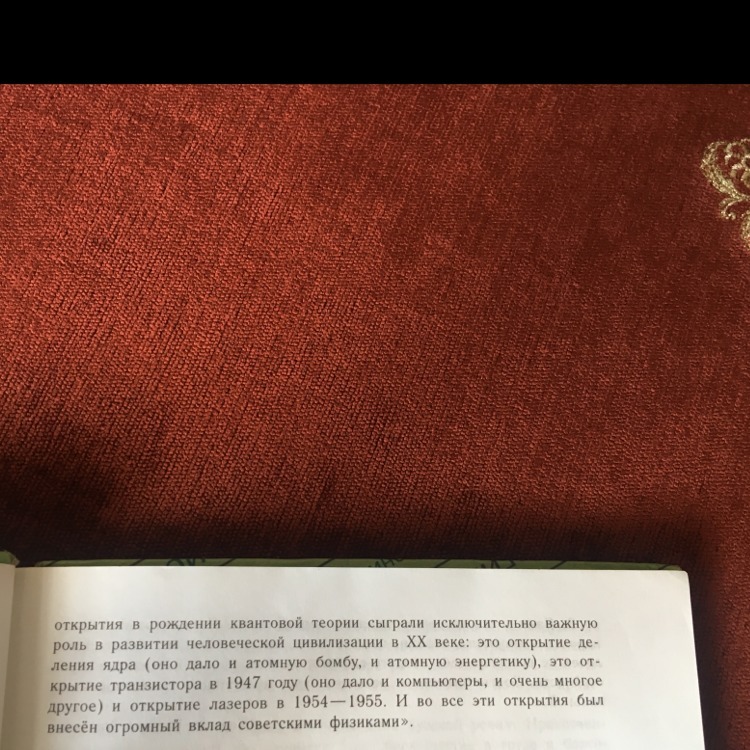 открытия в рождении квантовой теории сыграли исключительно важную
роль в развитии человеческой цивилизации в XX веке: это открытие де-
ления ядра (оно дало и атомную бомбу, и атомную энергетику), это от-
крытие транзистора в 1947 году (оно дало и компьютеры, и очень многое
другое) и открытие лазеров в 1954—1955. И во все эти открытия был
внесён огромный вклад советскими физиками».